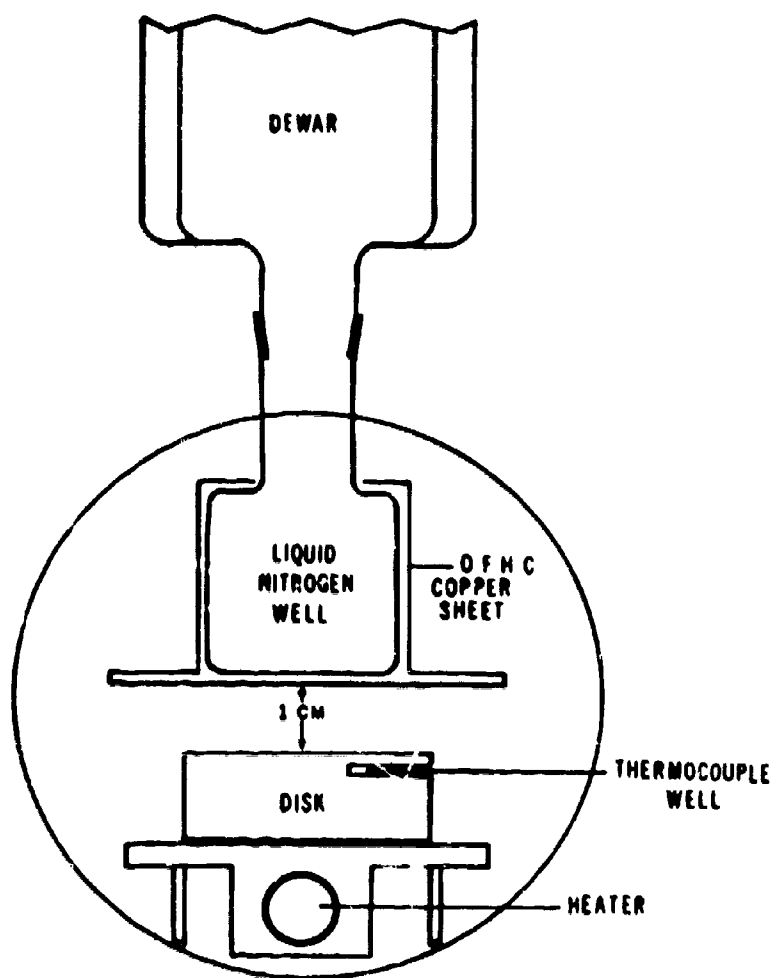 DEWAR
LIQUID
NITROGEN
WELL
O F H C
COPPER
SHEET
1 CM
THERMOCOUPLE
WELL
DISK
HEATER